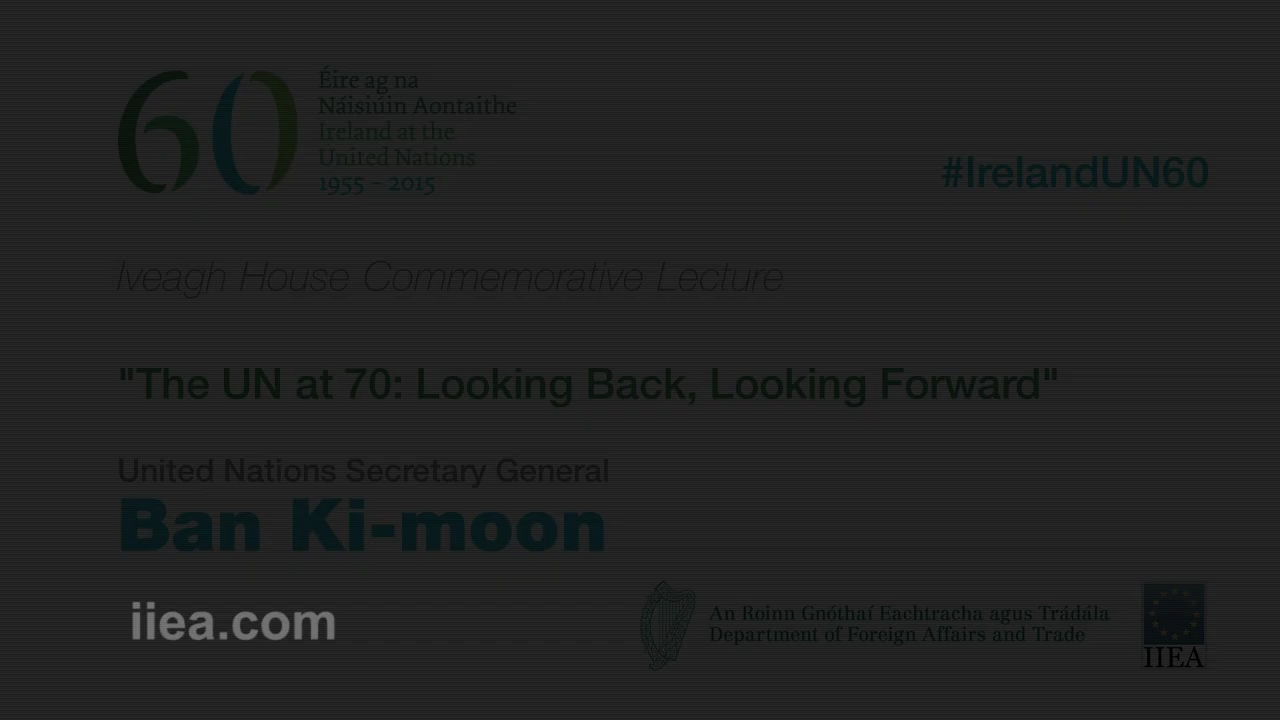 60
Éire ag na
Náisiúin Aontaithe
Ireland at the
United Nations
1955 – 2015
#IrelandUN60
Iveagh House Commemorative Lecture
"The UN at 70: Looking Back, Looking Forward"
United Nations Secretary General
Ban Ki-moon
iiea.com
An Roinn Gnóthaí Eachtracha agus Trádála
Department of Foreign Affairs and Trade
IIEA